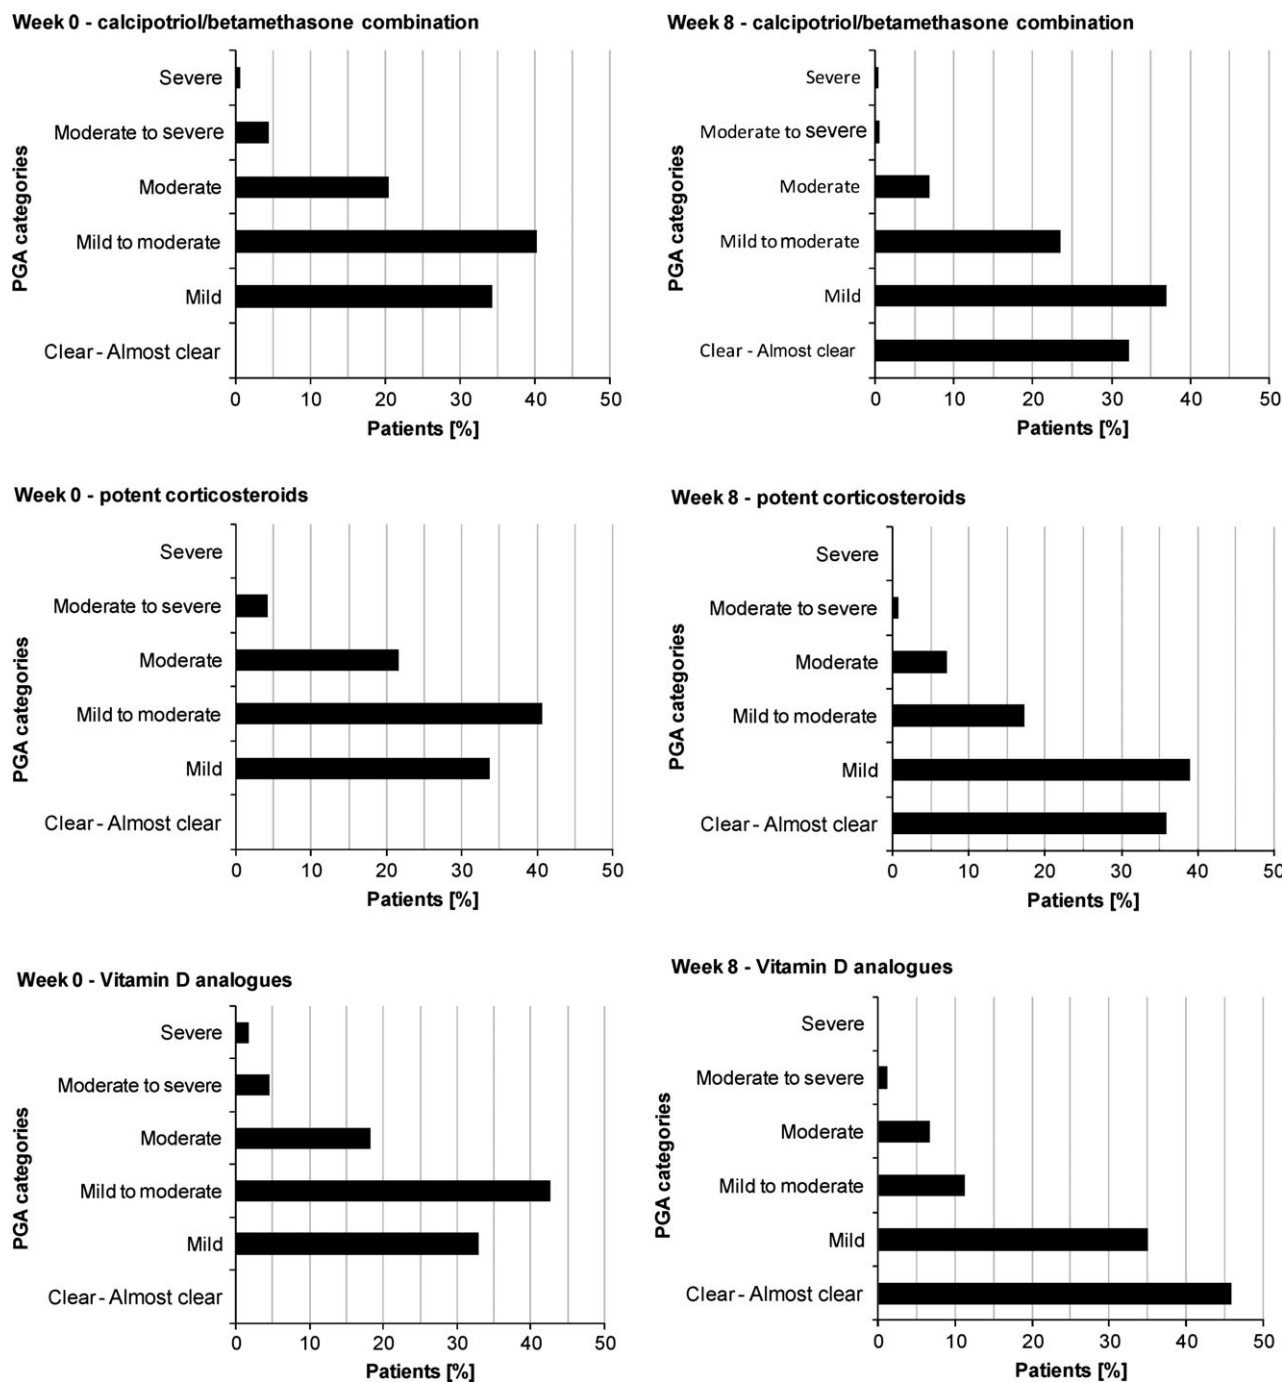 Week 0 - calcipotriol/betamethasone combination
PGA categories
Severe
Moderate to severe
Moderate
Mild to moderate
Mild
Clear - Almost clear
0 10 20 30 40 50
Patients [%]
Week 8 - calcipotriol/betamethasone combination
PGA categories
Severe
Moderate to severe
Moderate
Mild to moderate
Mild
Clear - Almost clear
0 10 20 30 40 50
Patients [%]
Week 0 - potent corticosteroids
PGA categories
Severe
Moderate to severe
Moderate
Mild to moderate
Mild
Clear - Almost clear
0 10 20 30 40 50
Patients [%]
Week 8 - potent corticosteroids
PGA categories
Severe
Moderate to severe
Moderate
Mild to moderate
Mild
Clear - Almost clear
0 10 20 30 40 50
Patients [%]
Week 0 - Vitamin D analogues
PGA categories
Severe
Moderate to severe
Moderate
Mild to moderate
Mild
Clear - Almost clear
0 10 20 30 40 50
Patients [%]
Week 8 - Vitamin D analogues
PGA categories
Severe
Moderate to severe
Moderate
Mild to moderate
Mild
Clear - Almost clear
0 10 20 30 40 50
Patients [%]